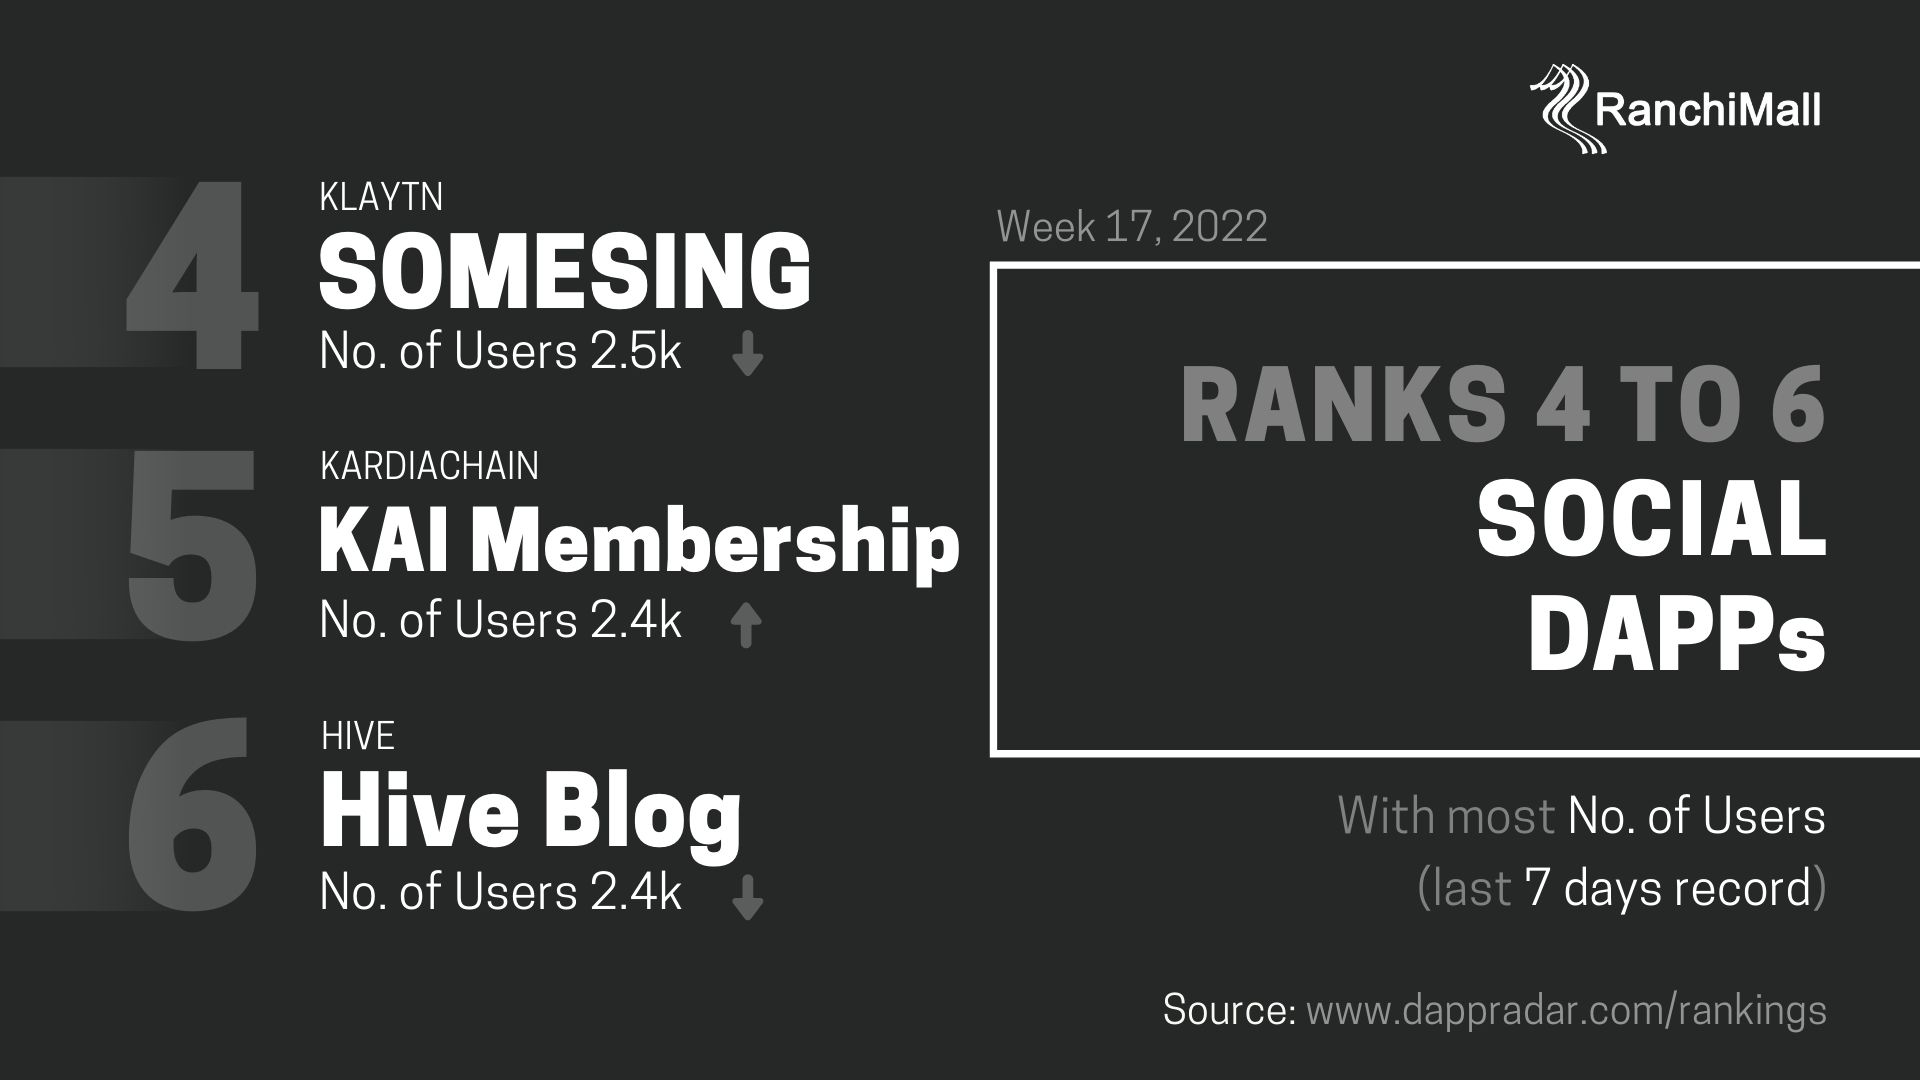 RanchiMall
4
KLAYTN
SOMESING
No. of Users 2.5k
5
KARDIACHAIN
KAI Membership
No. of Users 2.4k
6
HIVE
Hive Blog
No. of Users 2.4k
Week 17, 2022
RANKS 4 TO 6
SOCIAL
DAPPs
With most No. of Users
(last 7 days record)
Source: www.dappradar.com/rankings